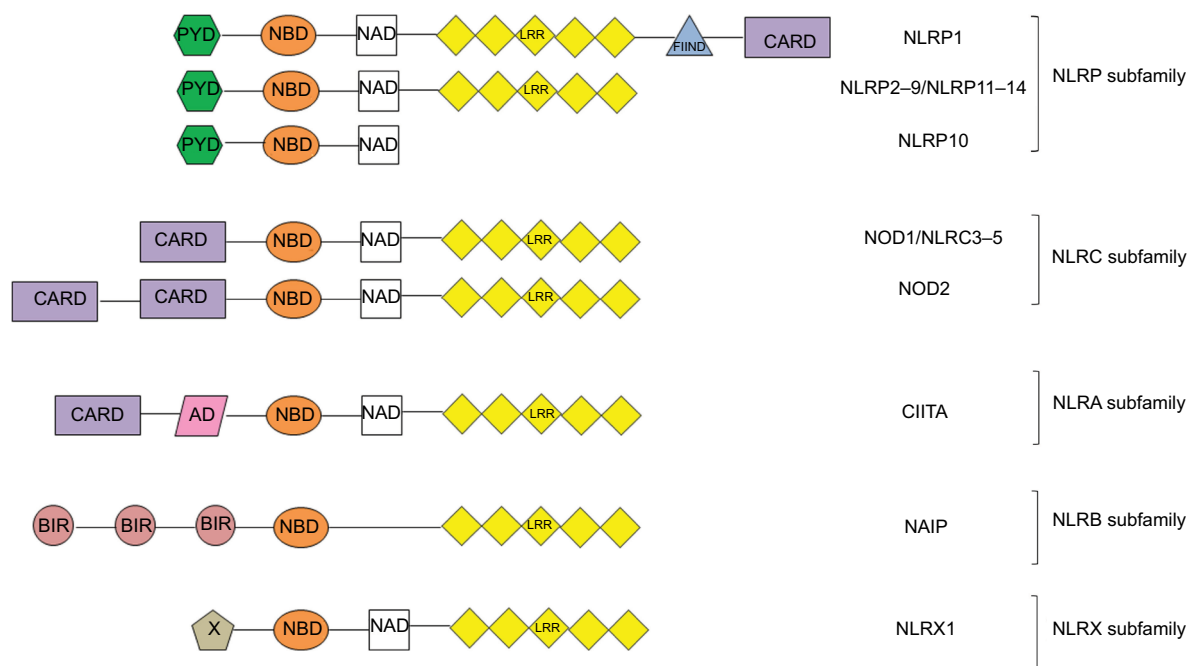 PYD NBD NAD LRR FIIND CARD NLRP1
PYD NBD NAD LRR NLRP2–9/NLRP11–14 NLRP subfamily
PYD NBD NAD NLRP10
CARD NBD NAD LRR NOD1/NLRC3–5 NLRC subfamily
CARD CARD NBD NAD LRR NOD2
CARD AD NBD NAD LRR CIITA NLRA subfamily
BIR BIR BIR NBD LRR NAIP NLRB subfamily
X NBD NAD LRR NLRX1 NLRX subfamily